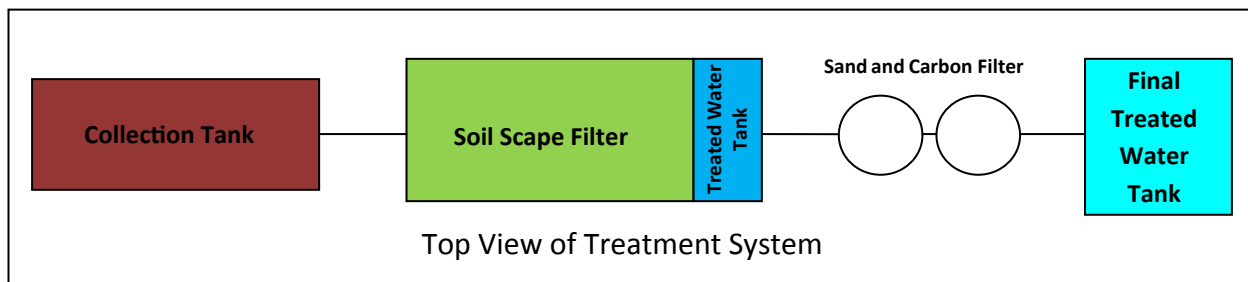 Collection Tank
Soil Scape Filter
Treated Water
Tank
Sand and Carbon Filter
Final
Treated
Water
Tank
Top View of Treatment System